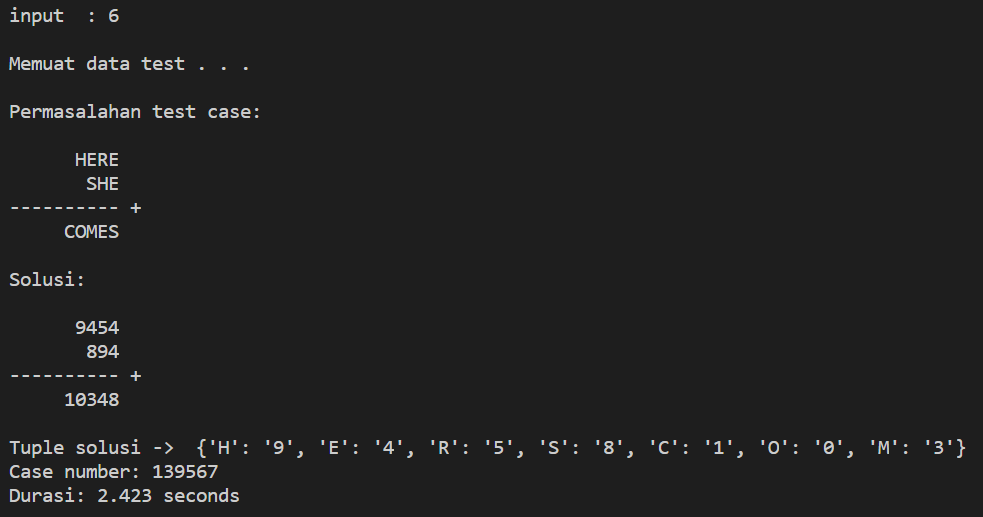 input  : 6
Memuat data test . . .
Permasalahan test case:
HERE
SHE
---------- +
COMES
Solusi:
9454
894
---------- +
10348
Tuple solusi ->  {'H': '9', 'E': '4', 'R': '5', 'S': '8', 'C': '1', 'O': '0', 'M': '3'}
Case number: 139567
Durasi: 2.423 seconds